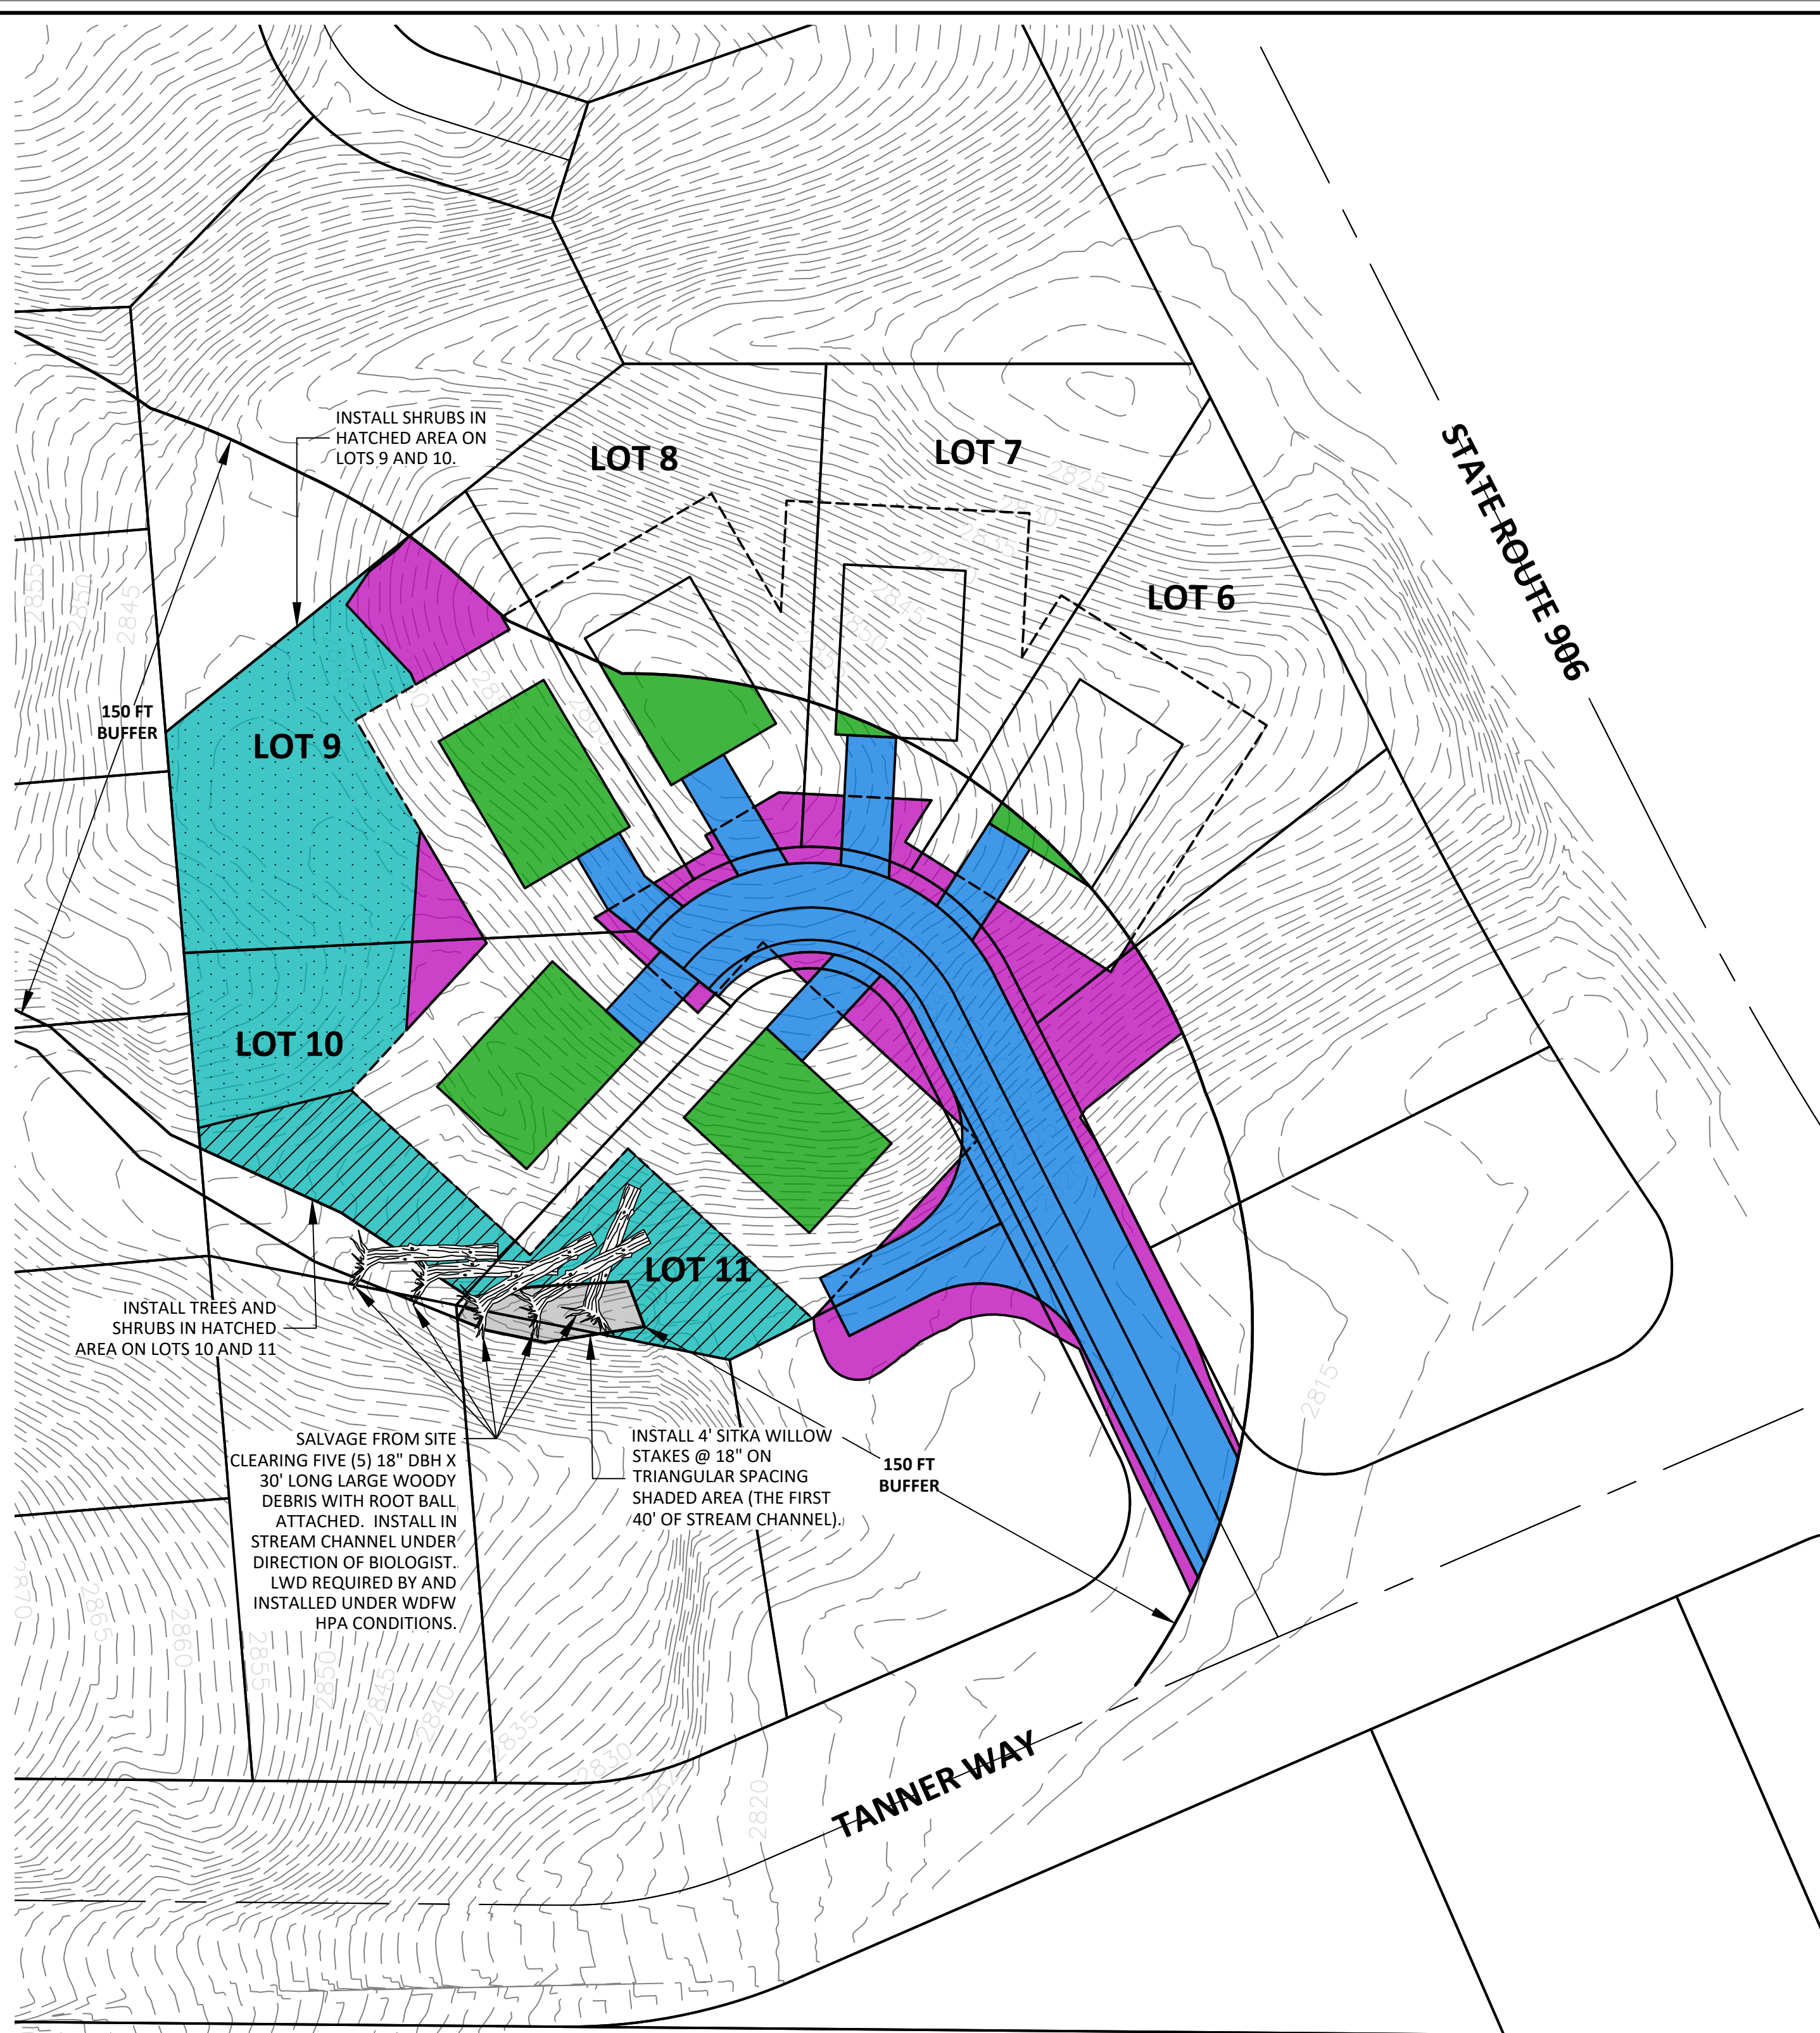 INSTALL SHRUBS IN
HATCHED AREA ON
LOTS 9 AND 10.
LOT 8
LOT 7
2825
2830
2835
STATE ROUTE 906
LOT 6
2845
2850
2855
2850
2845
150 FT
BUFFER
LOT 9
LOT 10
LOT 11
INSTALL TREES AND
SHRUBS IN HATCHED
AREA ON LOTS 10 AND 11
2815
SALVAGE FROM SITE
CLEARING FIVE (5) 18" DBH X
30' LONG LARGE WOODY
DEBRIS WITH ROOT BALL
ATTACHED. INSTALL IN
STREAM CHANNEL UNDER
DIRECTION OF BIOLOGIST.
LWD REQUIRED BY AND
INSTALLED UNDER WDFW
HPA CONDITIONS.
INSTALL 4' SITKA WILLOW
STAKES @ 18" ON
TRIANGULAR SPACING
SHADED AREA (THE FIRST
40' OF STREAM CHANNEL).
150 FT
BUFFER
2870
2865
2860
2855
2850
2845
2840
2835
2830
2820
TANNER WAY